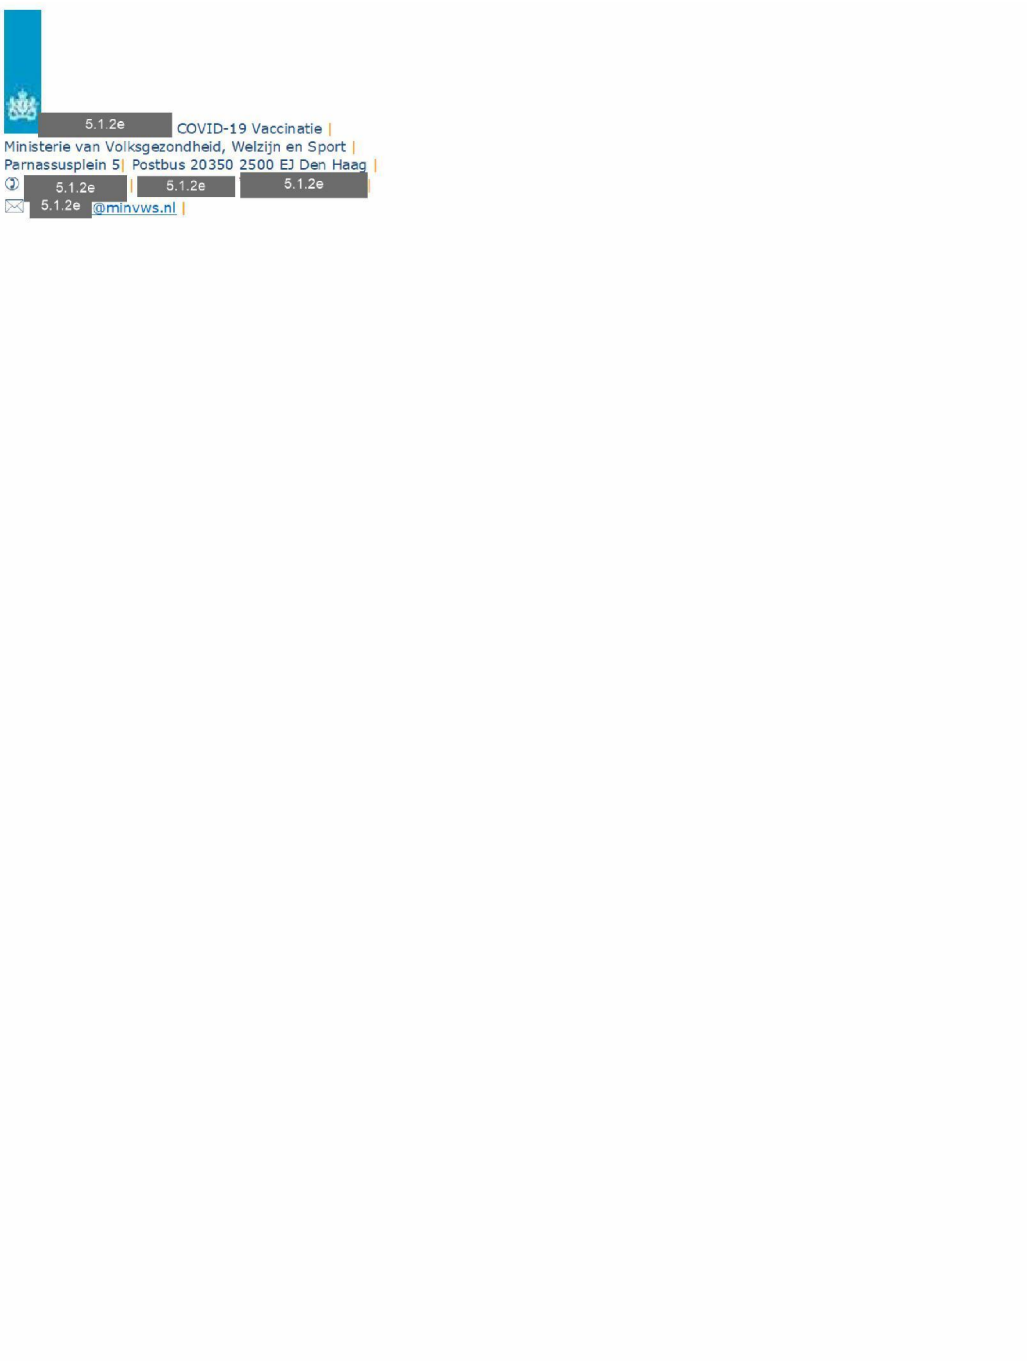 5.1.2e COVID-19 Vaccinatie |
Ministerie van Volksgezondheid, Welzijn en Sport |
Parnassusplein 5| Postbus 20350 2500 EJ Den Haag |
5.1.2e | 5.1.2e 5.1.2e |
5.1.2e @minvws.nl |